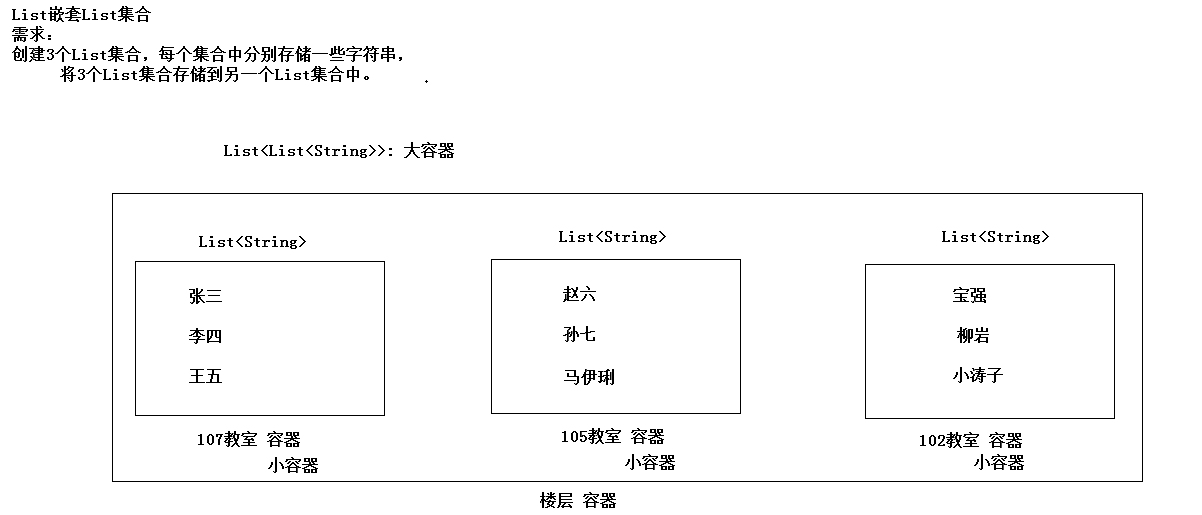 List嵌套List集合
需求：
创建3个List集合，每个集合中分别存储一些字符串，
将3个List集合存储到另一个List集合中。
List<List<String>>: 大容器
List<String>
张三
李四
王五
107教室 容器
小容器
List<String>
赵六
孙七
马伊琍
105教室 容器
小容器
List<String>
宝强
柳岩
小涛子
102教室 容器
小容器
楼层 容器